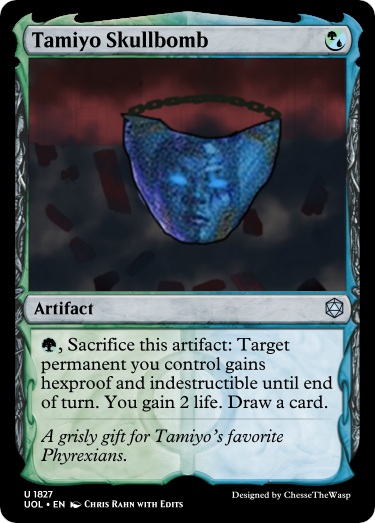 Tamiyo Skullbomb
Artifact
, Sacrifice this artifact: Target
permanent you control gains
hexproof and indestructible until end
of turn. You gain 2 life. Draw a card.
A grisly gift for Tamiyo's favorite
Phyrexians.
U 1827
UOL • EN Chris Rahn with Edits
Designed by ChesseTheWasp